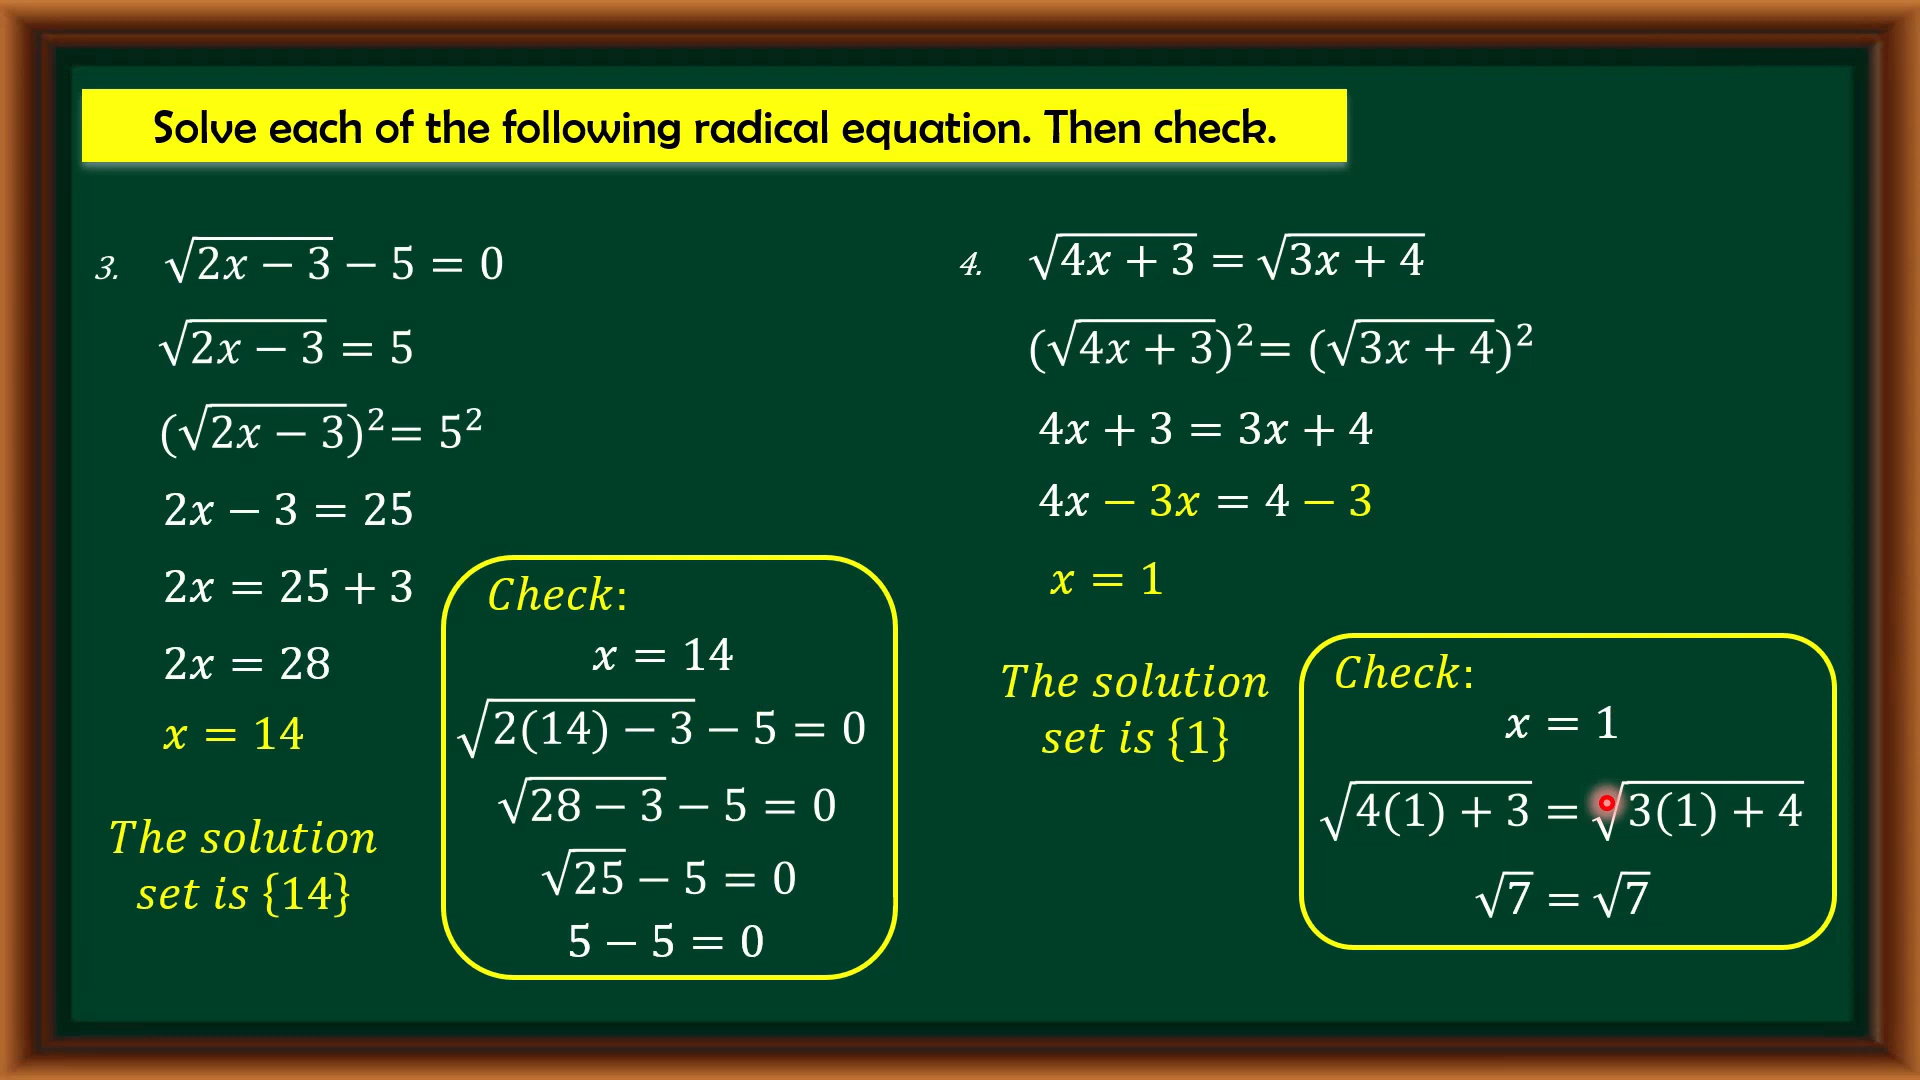 Solve each of the following radical equation. Then check.
3. √(2x − 3) − 5 = 0
√(2x − 3) = 5
(√(2x − 3))² = 5²
2x − 3 = 25
2x = 25 + 3
2x = 28
x = 14
The solution
set is {14}
Check:
x = 14
√(2(14) − 3) − 5 = 0
√(28 − 3) − 5 = 0
√25 − 5 = 0
5 − 5 = 0
4. √(4x + 3) = √(3x + 4)
(√(4x + 3))² = (√(3x + 4))²
4x + 3 = 3x + 4
4x − 3x = 4 − 3
x = 1
The solution
set is {1}
Check:
x = 1
√(4(1) + 3) = √(3(1) + 4)
√7 = √7